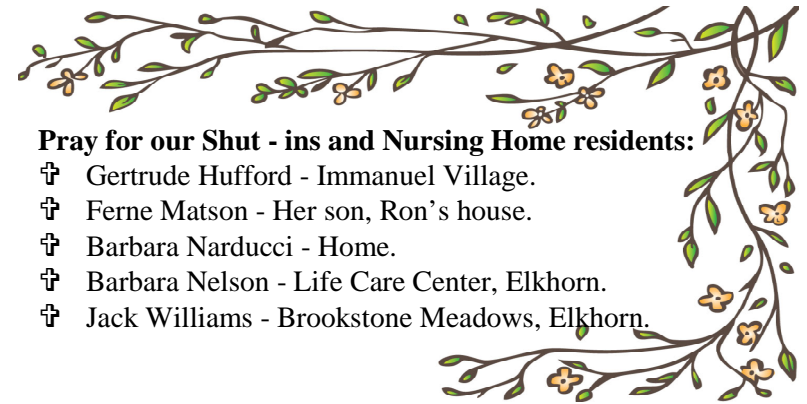 Pray for our Shut - ins and Nursing Home residents:
✞ Gertrude Hufford - Immanuel Village.
✞ Ferne Matson - Her son, Ron’s house.
✞ Barbara Narducci - Home.
✞ Barbara Nelson - Life Care Center, Elkhorn.
✞ Jack Williams - Brookstone Meadows, Elkhorn.